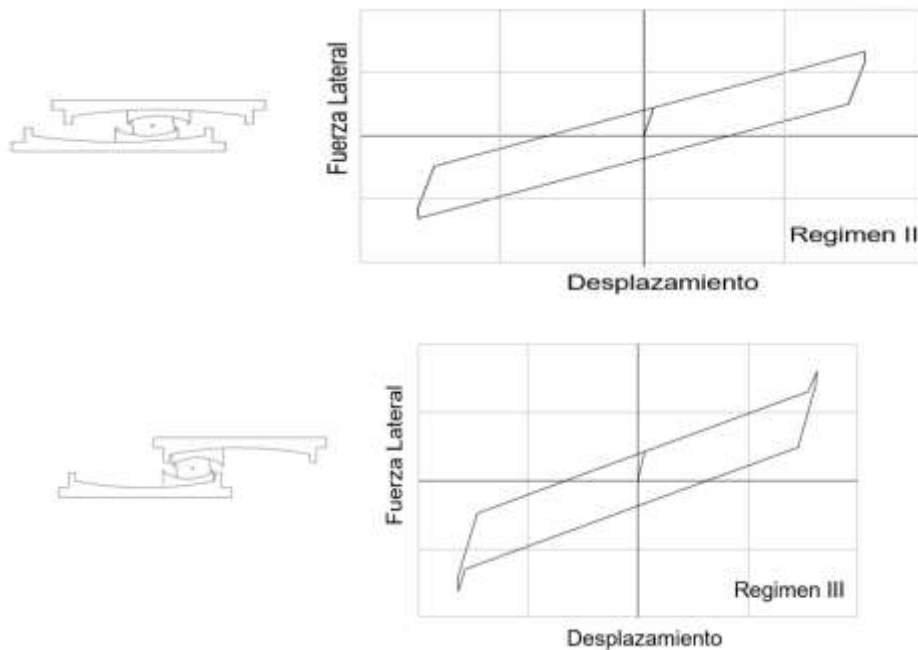 Fuerza Lateral
Regimen II
Desplazamiento
Fuerza Lateral
Regimen III
Desplazamiento